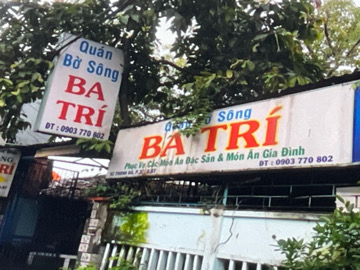 Quán
Bờ Sông
BA
TRÍ
ĐT : 0903 770 802
Quán Bờ Sông
BA TRÍ
Phục Vụ Các Món Ăn Đặc Sản & Món Ăn Gia Đình
ĐT : 0903 770 802
TRÍ